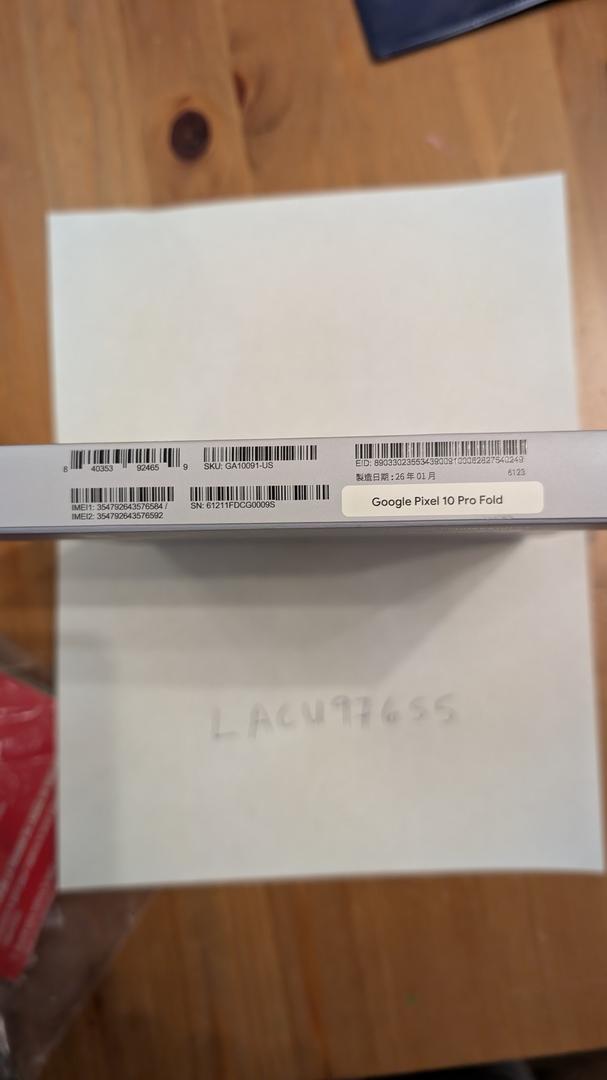 8 40353 92465 9
SKU: GA10091-US
EID: 89033023553439009100082827540249
製造日期 : 26 年 01 月
6123
IMEI1: 354792643576584 /
IMEI2: 354792643576592
SN: 61211FDCG0009S
Google Pixel 10 Pro Fold
LACU97655